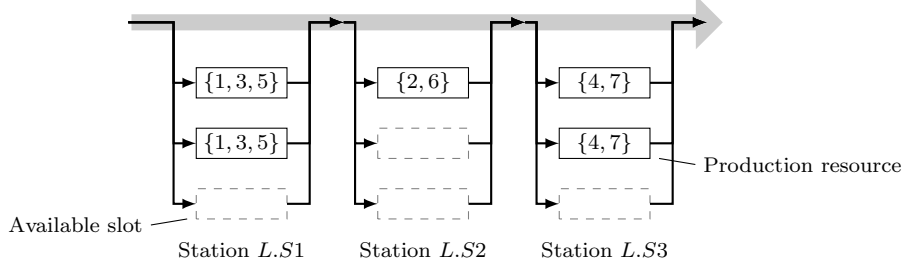 {1, 3, 5} {2, 6} {4, 7}
{1, 3, 5} {4, 7}
Production resource
Available slot
Station L.S1 Station L.S2 Station L.S3